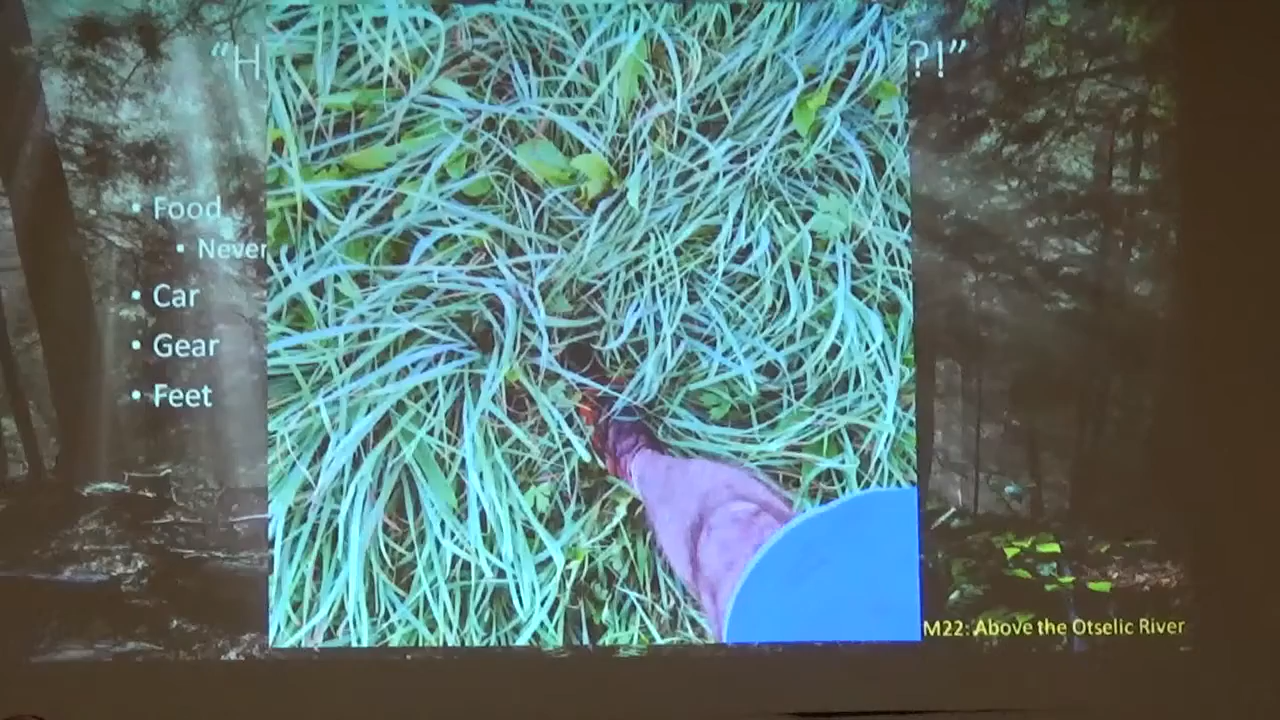 “H ?!”
• Food
• Never
• Car
• Gear
• Feet
M22: Above the Otselic River